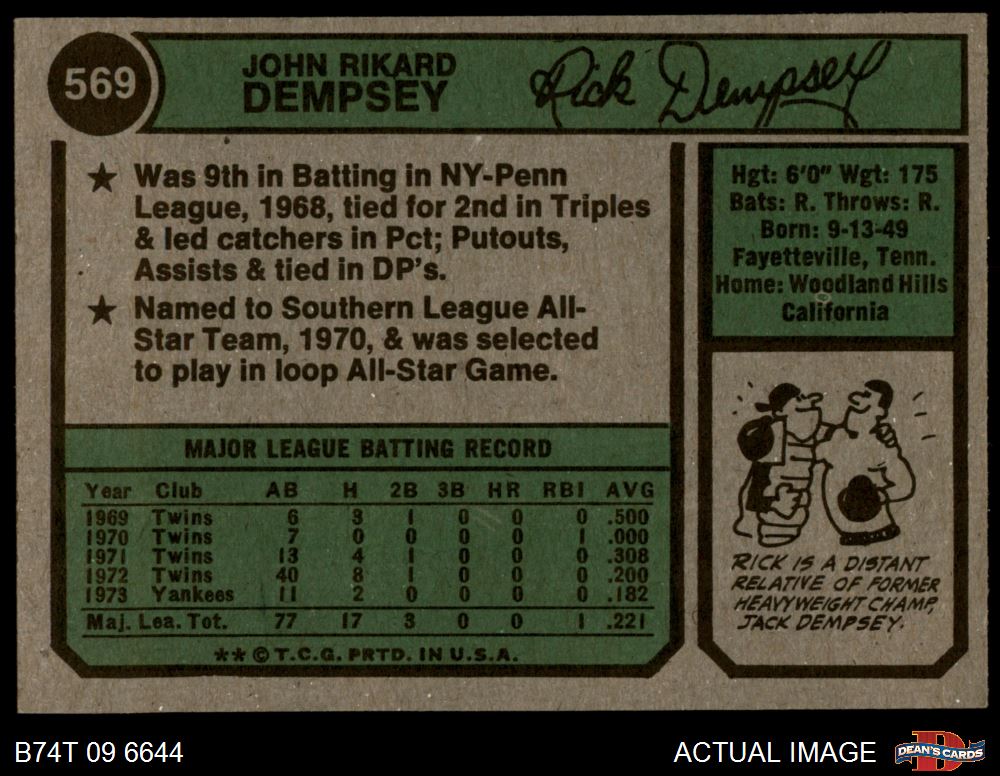 569
JOHN RIKARD
DEMPSEY
Rick Dempsey
★ Was 9th in Batting in NY-Penn
League, 1968, tied for 2nd in Triples
& led catchers in Pct; Putouts,
Assists & tied in DP's.
★ Named to Southern League All-
Star Team, 1970, & was selected
to play in loop All-Star Game.
Hgt: 6'0" Wgt: 175
Bats: R. Throws: R.
Born: 9-13-49
Fayetteville, Tenn.
Home: Woodland Hills
California
MAJOR LEAGUE BATTING RECORD
Year Club AB H 2B 3B HR RBI AVG
1969 Twins 6 3 1 0 0 0 .500
1970 Twins 7 0 0 0 0 1 .000
1971 Twins 13 4 1 0 0 0 .308
1972 Twins 40 8 1 0 0 0 .200
1973 Yankees 11 2 0 0 0 0 .182
Maj. Lea. Tot. 77 17 3 0 0 1 .221
** © T.C.G. PRTD. IN U.S.A.
RICK IS A DISTANT
RELATIVE OF FORMER
HEAVYWEIGHT CHAMP,
JACK DEMPSEY.
B74T 09 6644
ACTUAL IMAGE
DEAN'S CARDS